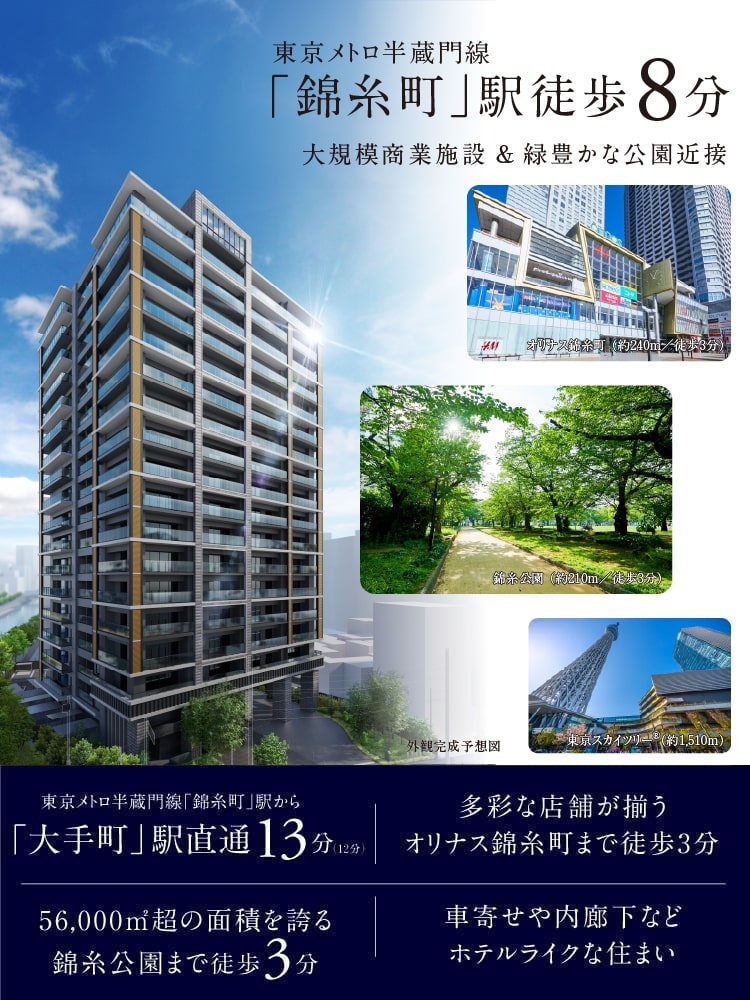 東京メトロ半蔵門線
「錦糸町」駅徒歩8分
大規模商業施設 & 緑豊かな公園近接
H&M
オリナス錦糸町（約240m／徒歩3分）
錦糸公園（約210m／徒歩3分）
東京スカイツリー®（約1,510m）
外観完成予想図
東京メトロ半蔵門線「錦糸町」駅から
「大手町」駅直通13分(12分)
多彩な店舗が揃う
オリナス錦糸町まで徒歩3分
56,000㎡超の面積を誇る
錦糸公園まで徒歩3分
車寄せや内廊下など
ホテルライクな住まい